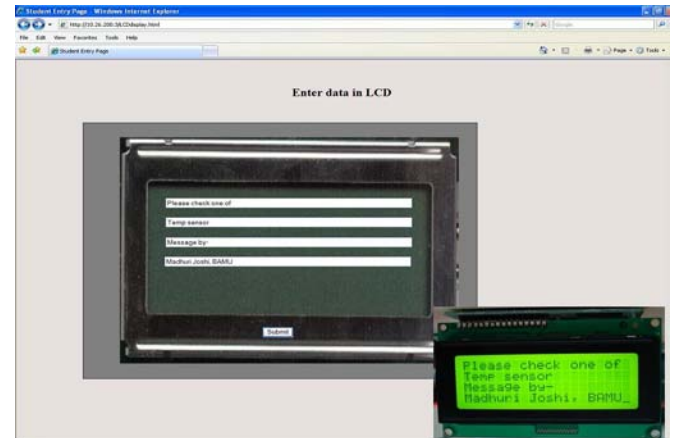 Student Entry Page - Windows Internet Explorer
File Edit View Favorites Tools Help
Student Entry Page
Page Tools
Enter data in LCD
Please check one of
Temp sensor
Message by-
Madhuri Joshi, BAMU
Submit
Please check one of
Temp sensor
Message by-
Madhuri Joshi, BAMU_